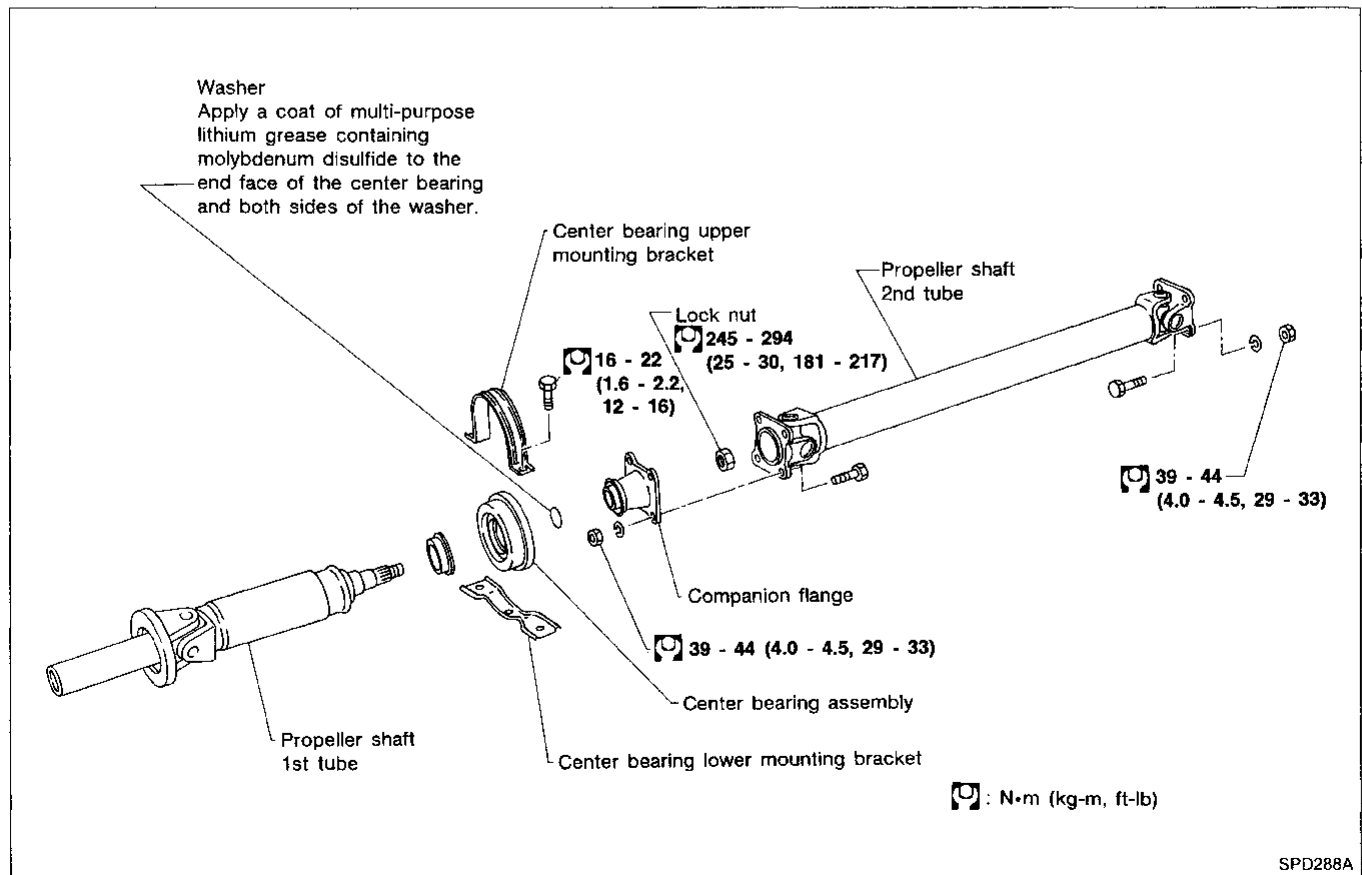 Washer
Apply a coat of multi-purpose
lithium grease containing
molybdenum disulfide to the
end face of the center bearing
and both sides of the washer.
Center bearing upper
mounting bracket
Propeller shaft
2nd tube
Lock nut
245 - 294
(25 - 30, 181 - 217)
16 - 22
(1.6 - 2.2,
12 - 16)
39 - 44
(4.0 - 4.5, 29 - 33)
Companion flange
39 - 44 (4.0 - 4.5, 29 - 33)
Center bearing assembly
Propeller shaft
1st tube
Center bearing lower mounting bracket
: N•m (kg-m, ft-lb)
SPD288A